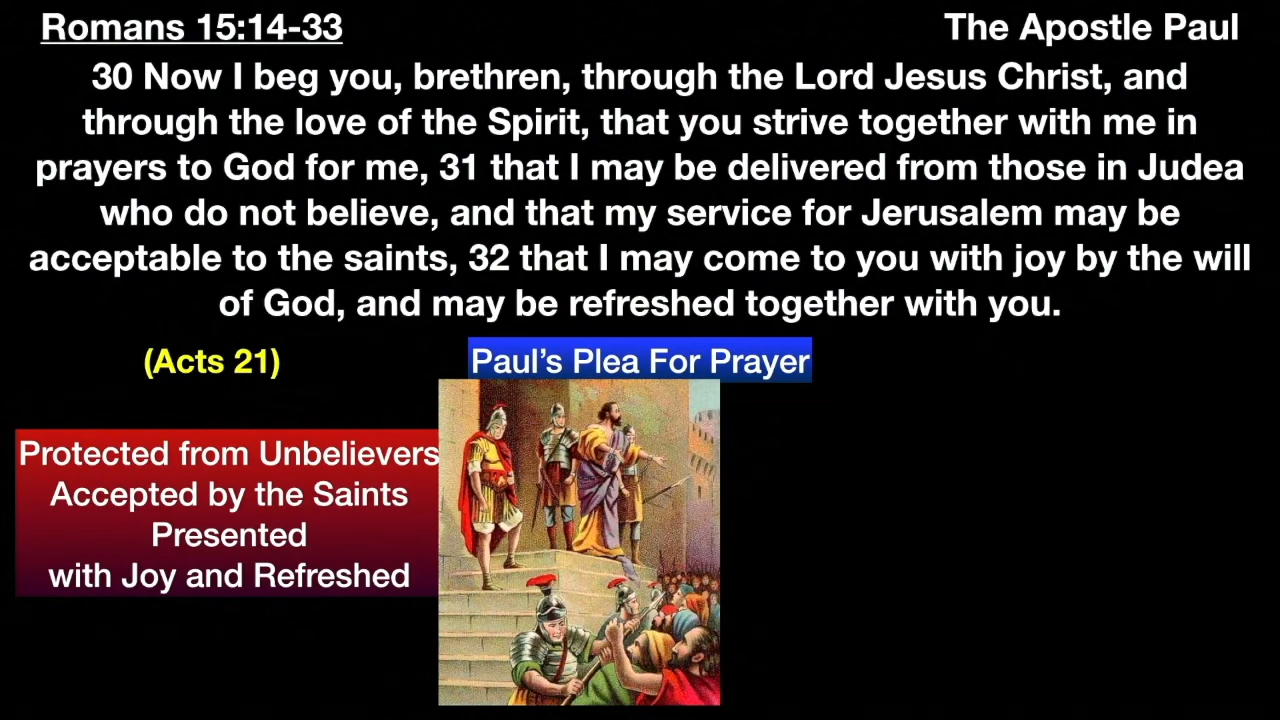 Romans 15:14-33
The Apostle Paul
30 Now I beg you, brethren, through the Lord Jesus Christ, and
through the love of the Spirit, that you strive together with me in
prayers to God for me, 31 that I may be delivered from those in Judea
who do not believe, and that my service for Jerusalem may be
acceptable to the saints, 32 that I may come to you with joy by the will
of God, and may be refreshed together with you.
(Acts 21)
Paul's Plea For Prayer
Protected from Unbelievers
Accepted by the Saints
Presented
with Joy and Refreshed